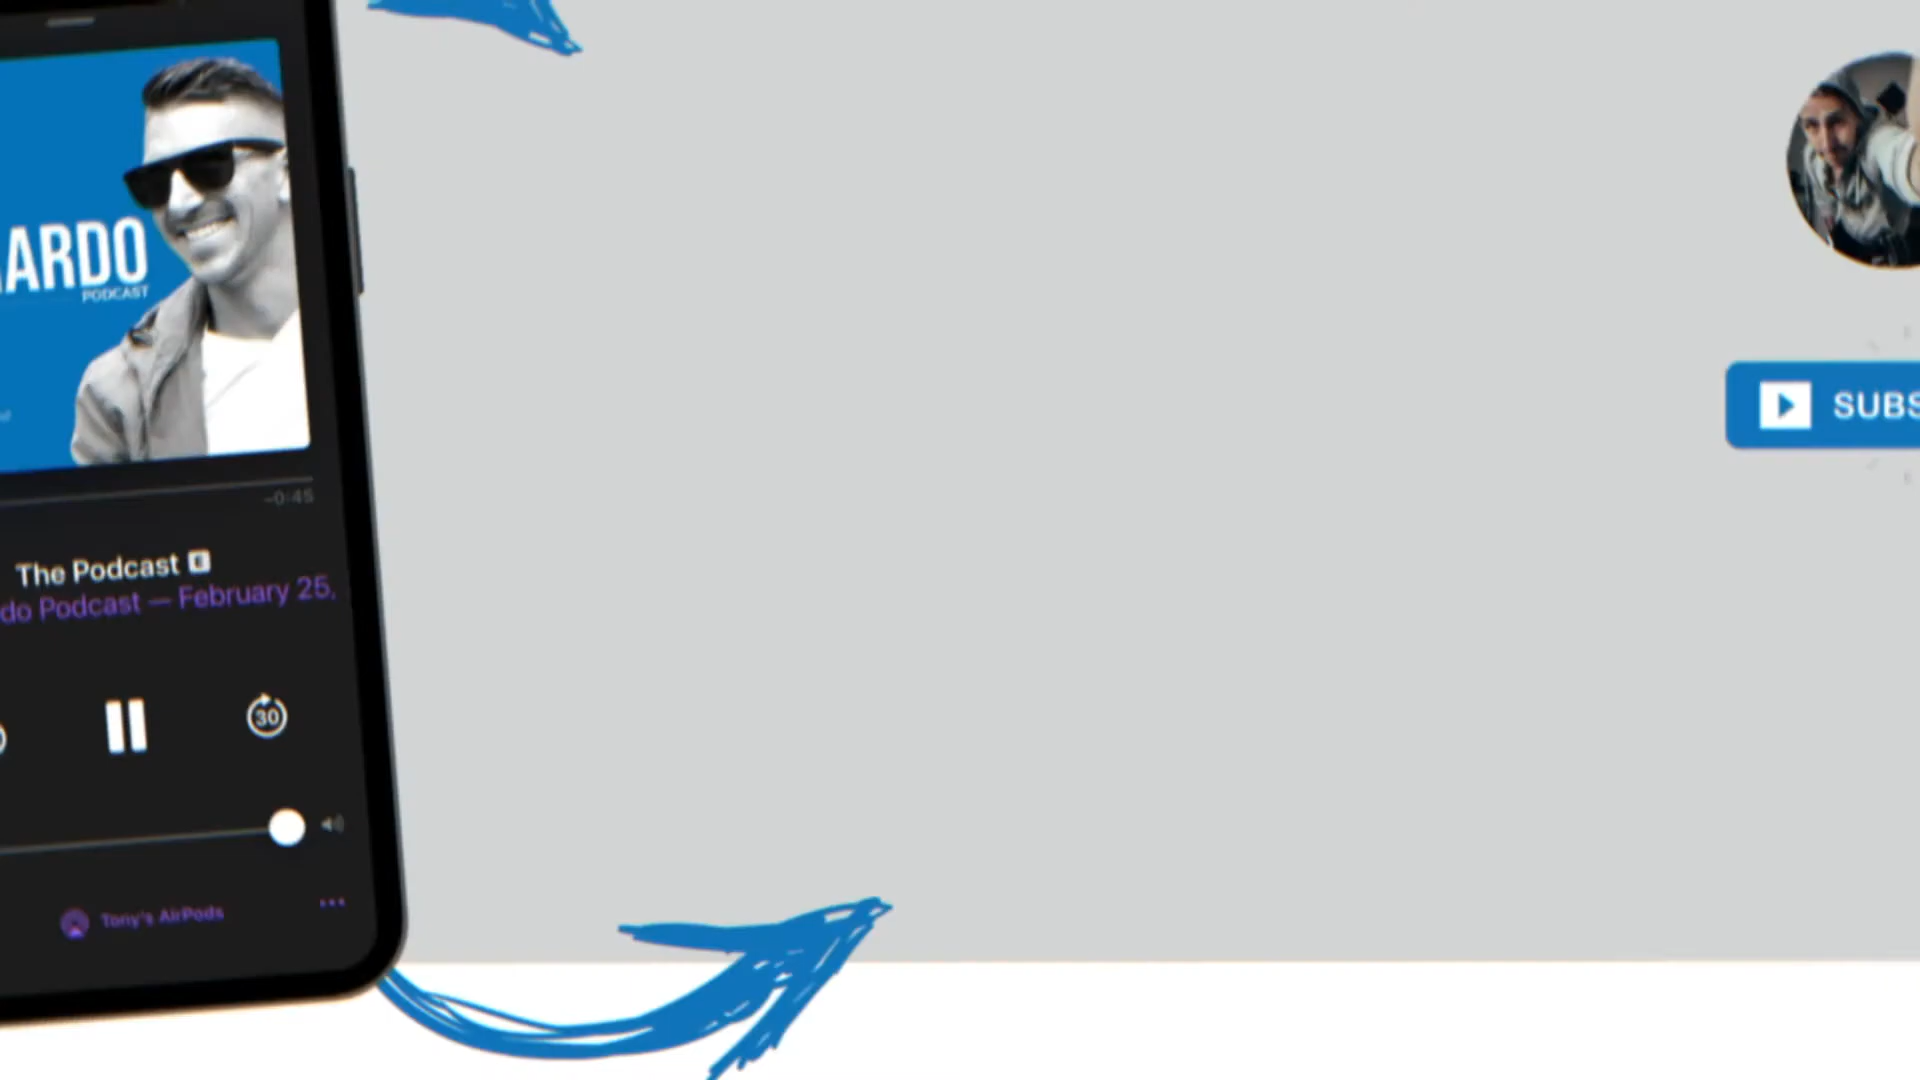 ARDO
PODCAST
-0:45
The Podcast E
do Podcast — February 25,
30
Tony's AirPods
SUBS